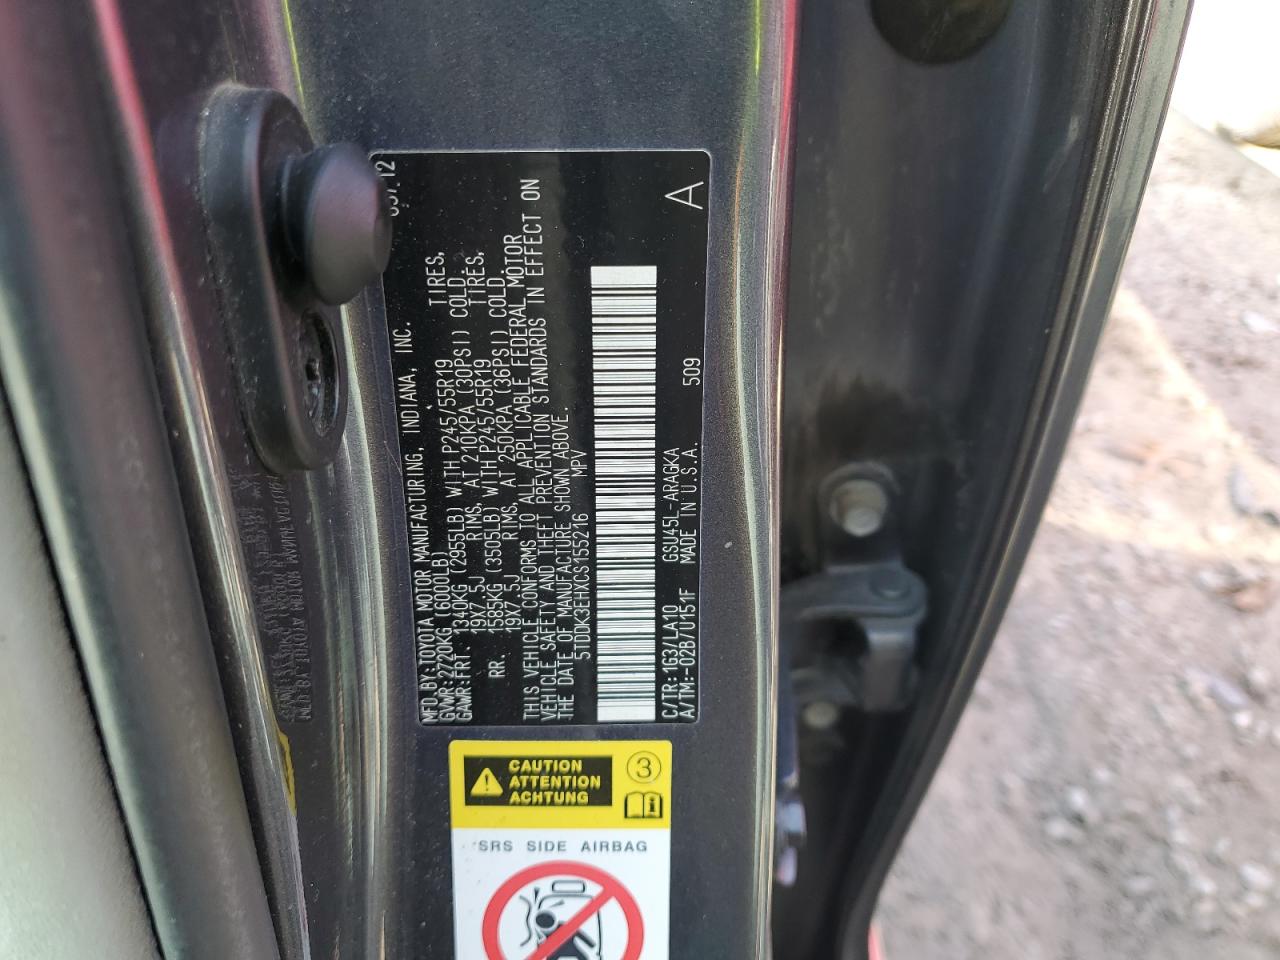 MFD.BY:TOYOTA MOTOR MANUFACTURING, INDIANA, INC.
GVWR:2720KG(6000LB)
GAWR:FRT. 1340KG (2955LB) WITH P245/55R19 TIRES,
19X7.5J RIMS, AT 210KPA (30PSI) COLD.
RR. 1585KG (3505LB) WITH P245/55R19 TIRES,
19X7.5J RIMS, AT 250KPA (36PSI) COLD.
THIS VEHICLE CONFORMS TO ALL APPLICABLE FEDERAL MOTOR
VEHICLE SAFETY AND THEFT PREVENTION STANDARDS IN EFFECT ON
THE DATE OF MANUFACTURE SHOWN ABOVE.
5TDDK3EHXCS155216 MPV
A
C/TR:1G3/LA10 GSU45L-ARAGKA 509
A/TM:-02B/U151F MADE IN U.S.A.
CAUTION
ATTENTION
ACHTUNG
3
SRS SIDE AIRBAG